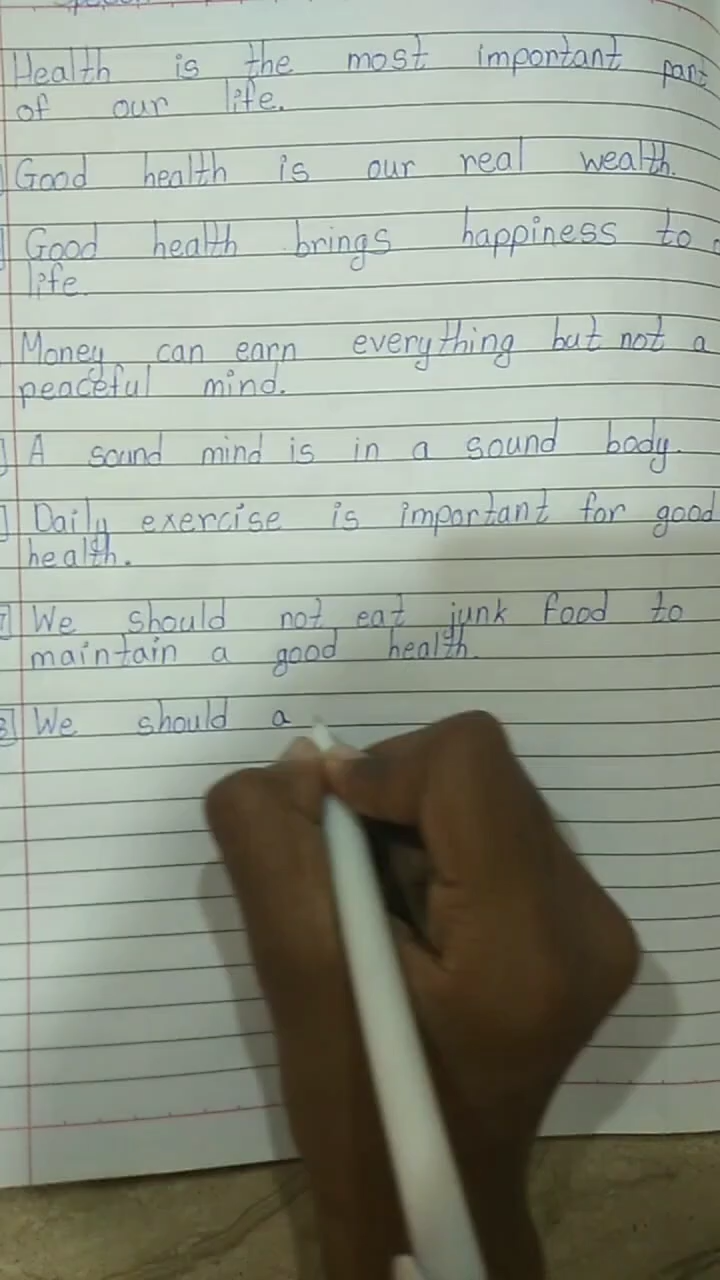 Health is the most important part
of our life.
Good health is our real wealth.
Good health brings happiness to
life.
Money can earn everything but not a
peaceful mind.
A sound mind is in a sound body.
Daily exercise is important for good
health.
7 We should not eat junk food to
maintain a good health.
8 We should a